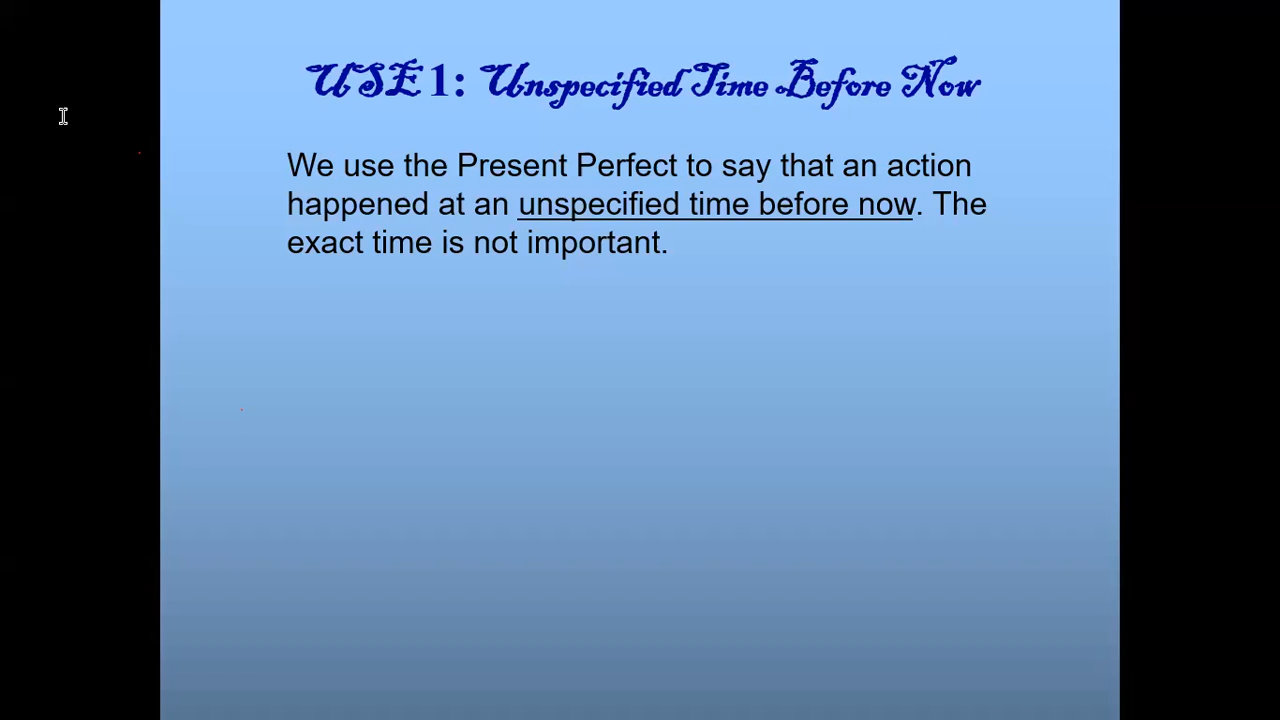 USE 1: Unspecified Time Before Now
We use the Present Perfect to say that an action
happened at an unspecified time before now. The
exact time is not important.